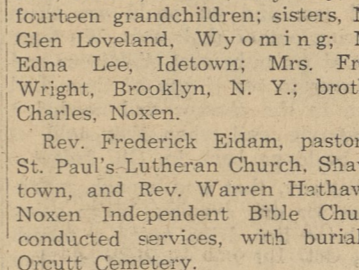 fourteen grandchildren; sisters,
Glen Loveland, Wyoming;
Edna Lee, Idetown; Mrs. Fr
Wright, Brooklyn, N. Y.; brot
Charles, Noxen.
Rev. Frederick Eidam, pastor
St. Paul's Lutheran Church, Sha
town, and Rev. Warren Hathaw
Noxen Independent Bible Chu
conducted services, with burial
Orcutt Cemetery.